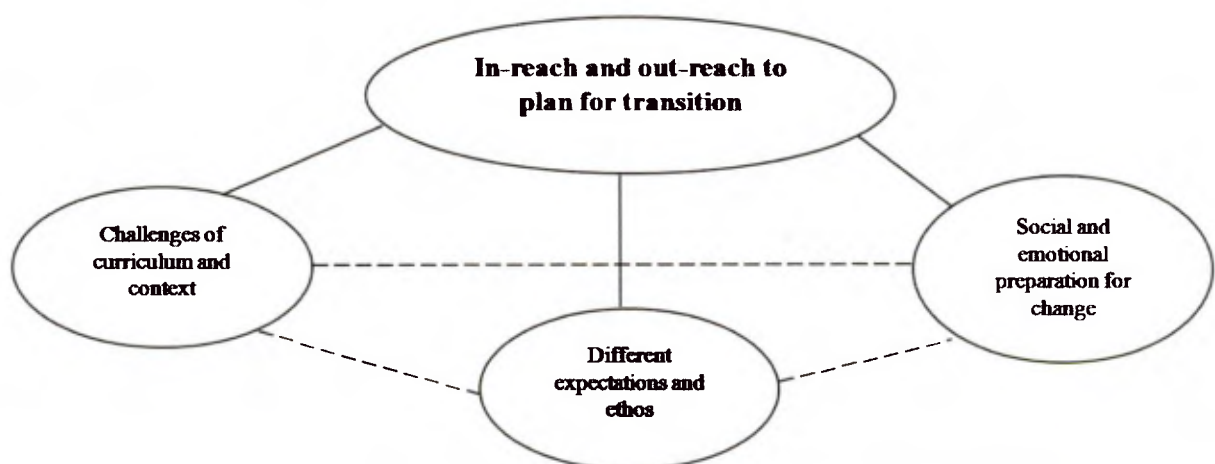 In-reach and out-reach to
plan for transition
Challenges of
curriculum and
context
Social and
emotional
preparation for
change
Different
expectations and
ethos